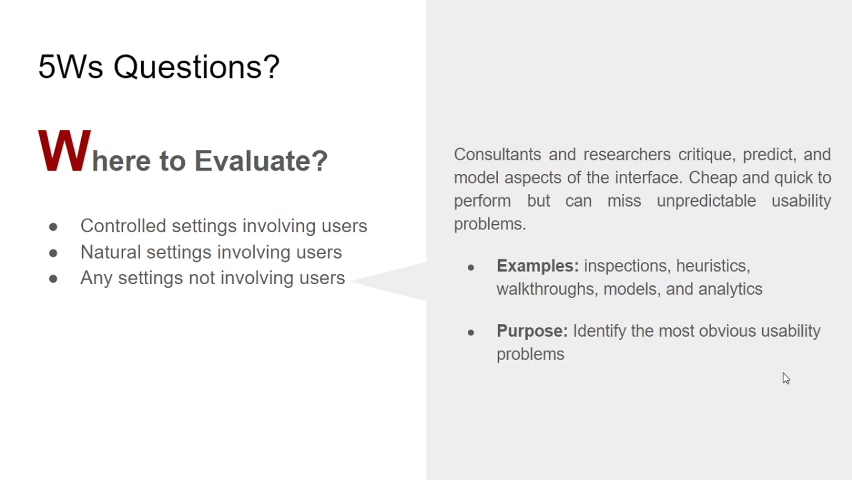 5Ws Questions?
Where to Evaluate?
● Controlled settings involving users
● Natural settings involving users
● Any settings not involving users
Consultants and researchers critique, predict, and
model aspects of the interface. Cheap and quick to
perform but can miss unpredictable usability
problems.
● Examples: inspections, heuristics,
walkthroughs, models, and analytics
● Purpose: Identify the most obvious usability
problems